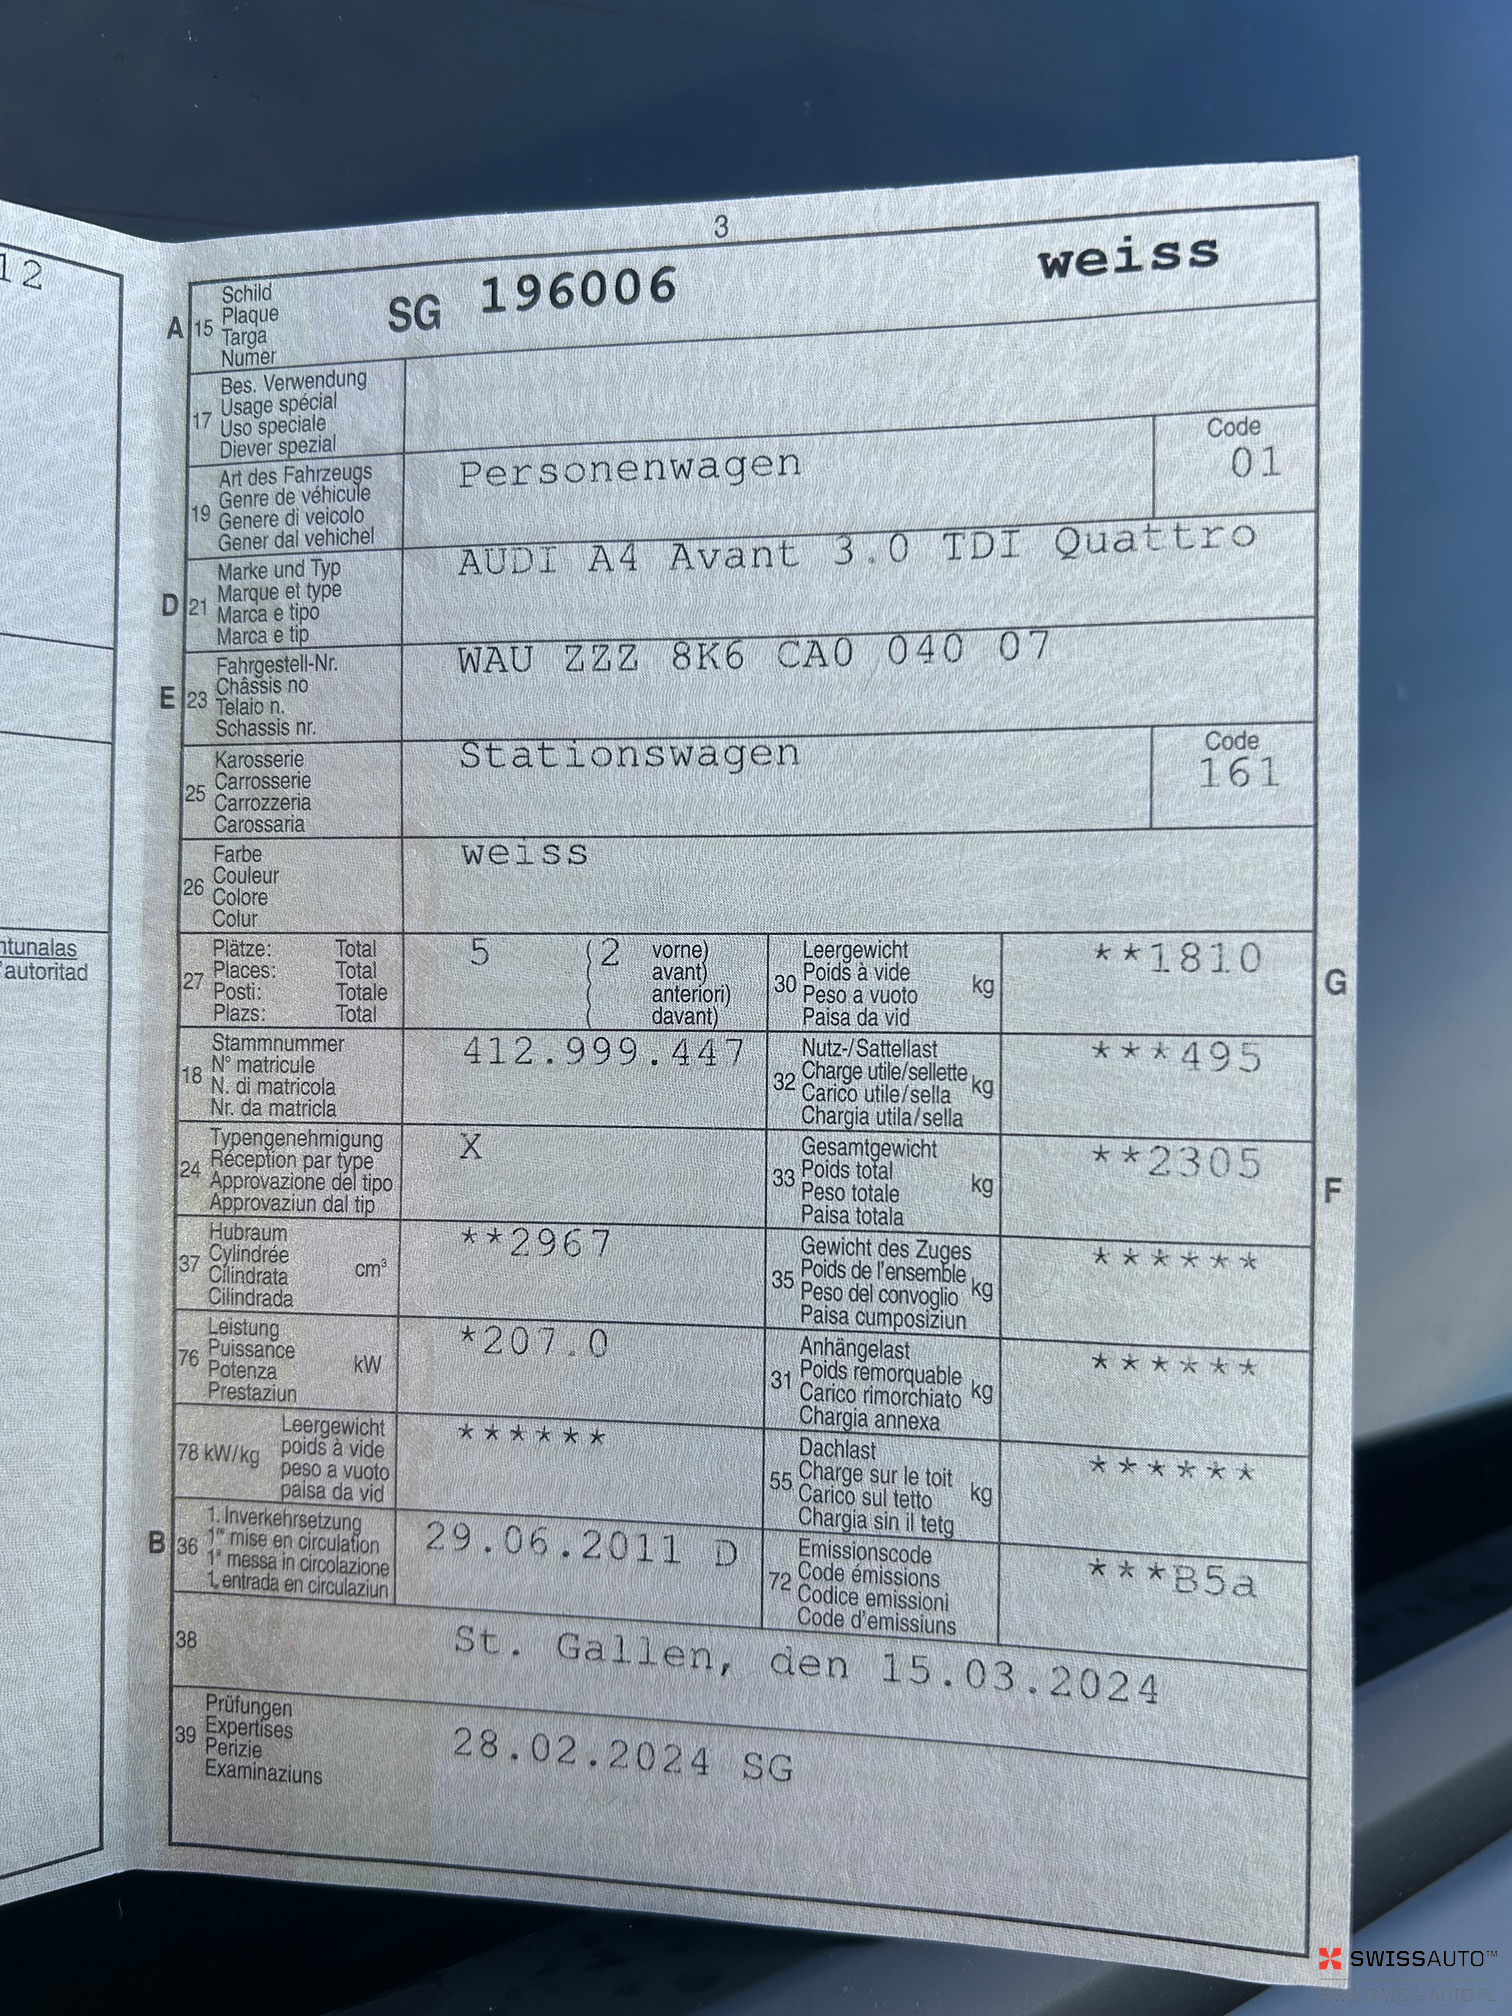 12
ntunalas
'autoritad
3
A 15 Schild
Plaque
Targa
Numer
SG 196006 weiss
17 Bes. Verwendung
Usage spécial
Uso speciale
Diever spezial
19 Art des Fahrzeugs
Genre de véhicule
Genere di veicolo
Gener dal vehichel
Personenwagen
Code
01
D 21 Marke und Typ
Marque et type
Marca e tipo
Marca e tip
AUDI A4 Avant 3.0 TDI Quattro
E 23 Fahrgestell-Nr.
Châssis no
Telaio n.
Schassis nr.
WAU ZZZ 8K6 CA0 040 07
25 Karosserie
Carrosserie
Carrozzeria
Carossaria
Stationswagen
Code
161
26 Farbe
Couleur
Colore
Colur
weiss
27 Plätze: Total
Places: Total
Posti: Totale
Plazs: Total
5 (2 vorne)
( avant)
( anteriori)
( davant)
30 Leergewicht
Poids à vide
Peso a vuoto
Paisa da vid
kg
**1810
G
18 Stammnummer
N° matricule
N. di matricola
Nr. da matricla
412.999.447
32 Nutz-/Sattellast
Charge utile/sellette
Carico utile/sella
Chargia utila/sella
kg
***495
24 Typengenehmigung
Réception par type
Approvazione del tipo
Approvaziun dal tip
X
33 Gesamtgewicht
Poids total
Peso totale
Paisa totala
kg
**2305
F
37 Hubraum
Cylindrée
Cilindrata
Cilindrada
cm³
**2967
35 Gewicht des Zuges
Poids de l'ensemble
Peso del convoglio
Paisa cumposiziun
kg
******
76 Leistung
Puissance
Potenza
Prestaziun
kW
*207.0
31 Anhängelast
Poids remorquable
Carico rimorchiato
Chargia annexa
kg
******
78 kW/kg Leergewicht
poids à vide
peso a vuoto
paisa da vid
******
55 Dachlast
Charge sur le toit
Carico sul tetto
Chargia sin il tetg
kg
******
B 36 1. Inverkehrsetzung
1re mise en circulation
1a messa in circolazione
1. entrada en circulaziun
29.06.2011 D
72 Emissionscode
Code émissions
Codice emissioni
Code d'emissiuns
***B5a
38 St. Gallen, den 15.03.2024
39 Prüfungen
Expertises
Perizie
Examinaziuns
28.02.2024 SG
SWISSAUTO™